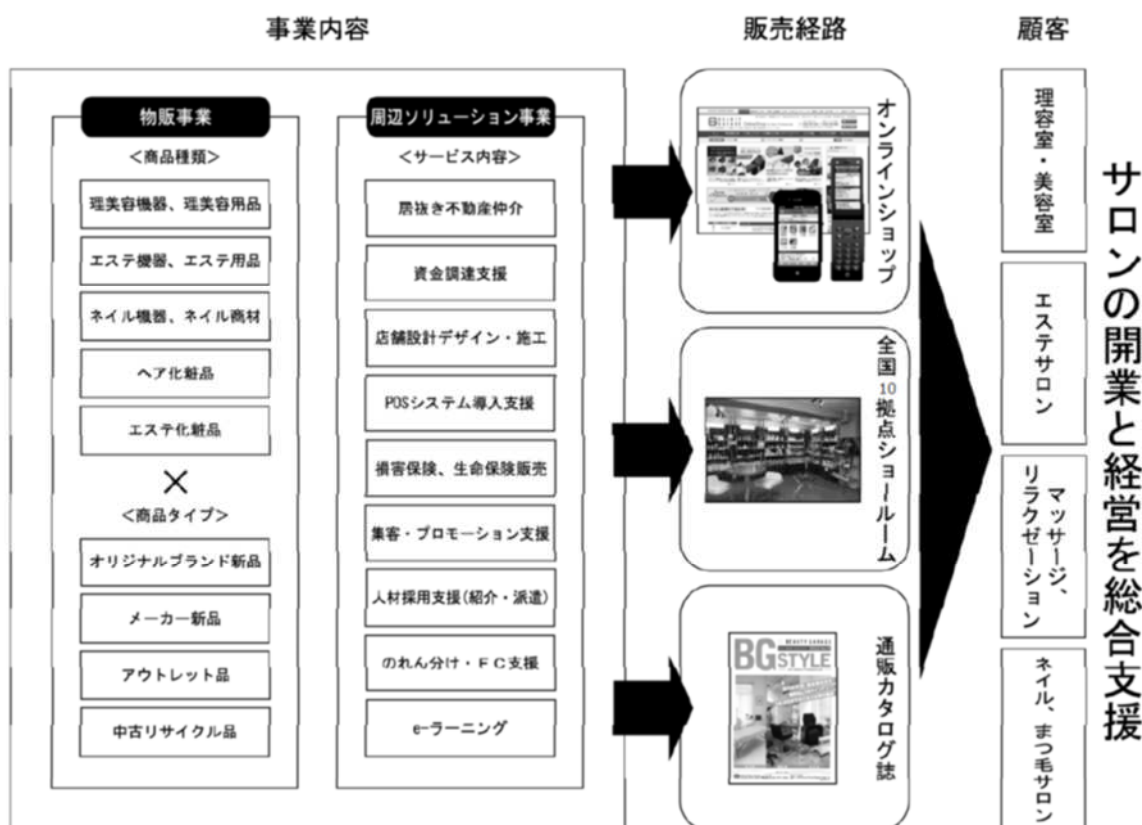 事業内容
販売経路
顧客
物販事業
<商品種類>
理美容機器、理美容用品
エステ機器、エステ用品
ネイル機器、ネイル商材
ヘア化粧品
エステ化粧品
×
<商品タイプ>
オリジナルブランド新品
メーカー新品
アウトレット品
中古リサイクル品
周辺ソリューション事業
<サービス内容>
居抜き不動産仲介
資金調達支援
店舗設計デザイン・施工
POSシステム導入支援
損害保険、生命保険販売
集客・プロモーション支援
人材採用支援(紹介・派遣)
のれん分け・FC支援
e-ラーニング
オンラインショップ
全国10拠点ショールーム
BEAUTY GARAGE
BG STYLE
通販カタログ誌
理容室・美容室
エステサロン
マッサージ、
リラクゼーション
ネイル、まつ毛サロン
サロンの開業と経営を総合支援